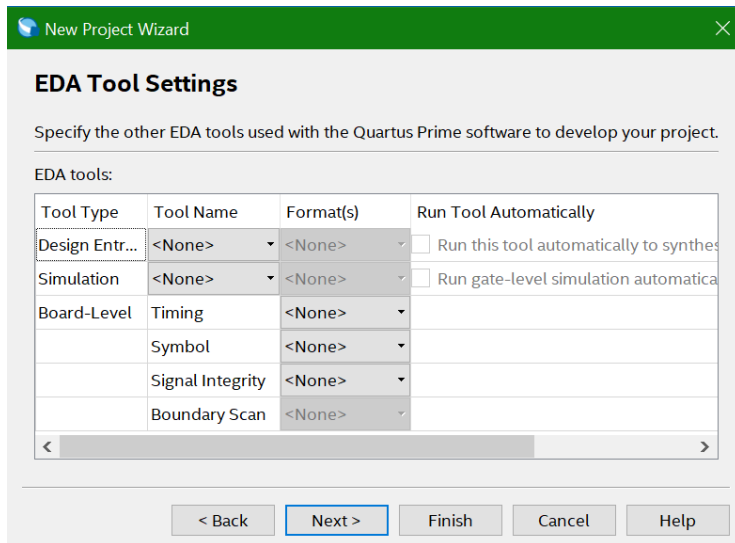 New Project Wizard
EDA Tool Settings
Specify the other EDA tools used with the Quartus Prime software to develop your project.
EDA tools:
Tool Type Tool Name Format(s) Run Tool Automatically
Design Entr... <None> <None> Run this tool automatically to synthes
Simulation <None> <None> Run gate-level simulation automatica
Board-Level Timing <None>
Symbol <None>
Signal Integrity <None>
Boundary Scan <None>
< Back Next > Finish Cancel Help